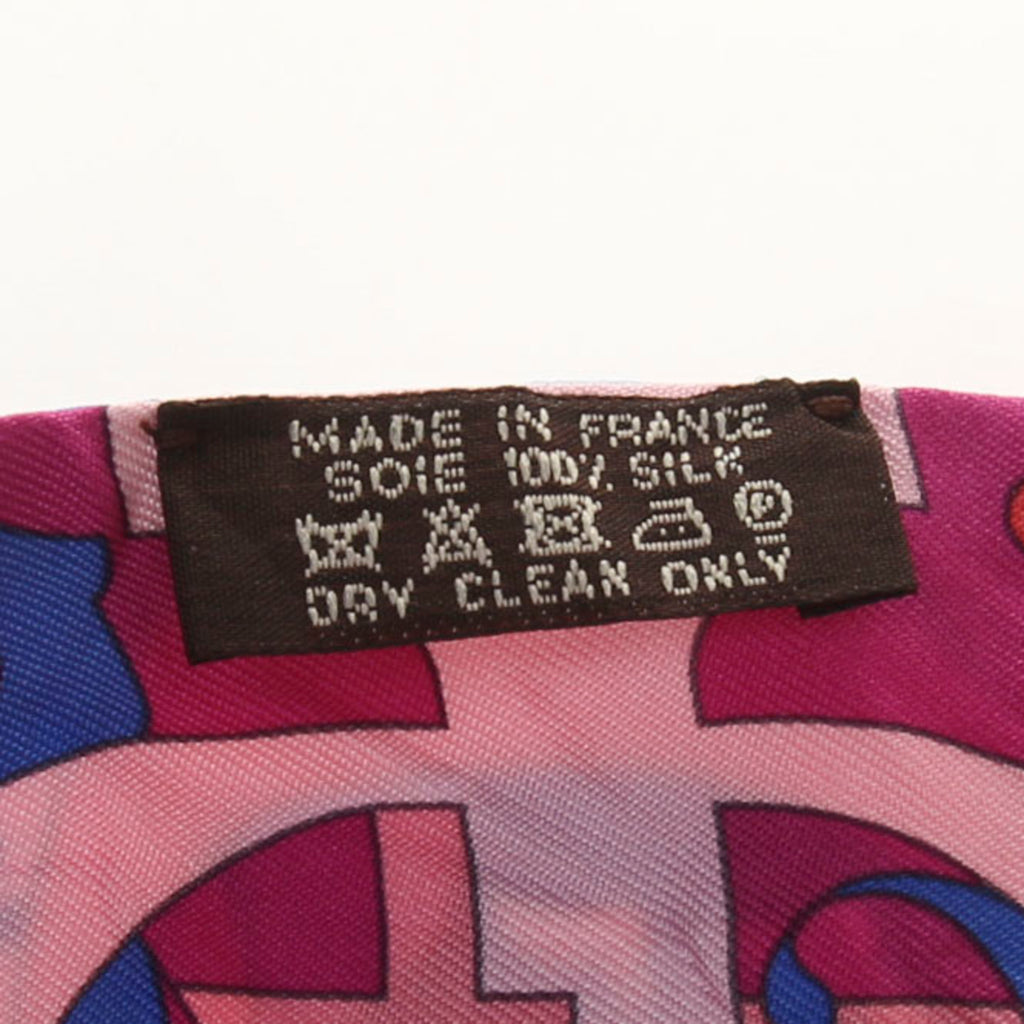 MADE IN FRANCE
SOIE 100% SILK
P
DRY CLEAN ONLY